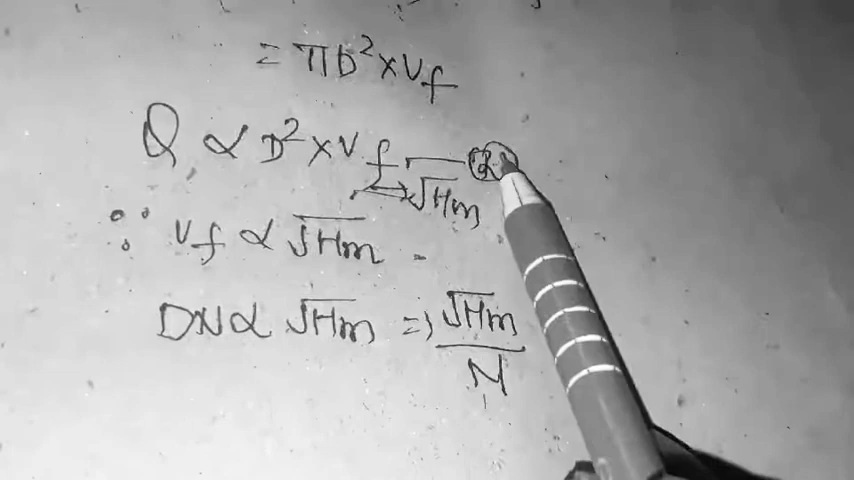 = πD² × Vf
Q ∝ D² × Vf
→ √Hm
∴ Vf ∝ √Hm .
DN ∝ √Hm ⇒ √Hm / N